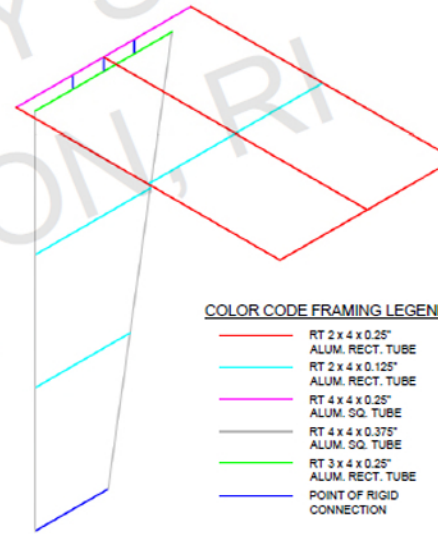 Y S
ON, RI
COLOR CODE FRAMING LEGEN
RT 2 x 4 x 0.25"
ALUM. RECT. TUBE
RT 2 x 4 x 0.125"
ALUM. RECT. TUBE
RT 4 x 4 x 0.25"
ALUM. SQ. TUBE
RT 4 x 4 x 0.375"
ALUM. SQ. TUBE
RT 3 x 4 x 0.25"
ALUM. RECT. TUBE
POINT OF RIGID
CONNECTION